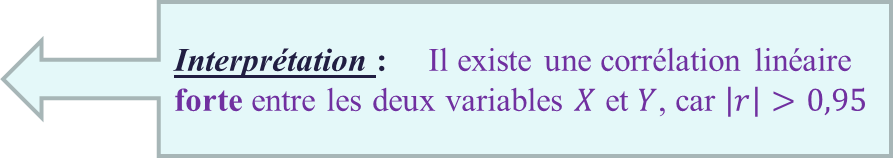 Interprétation : Il existe une corrélation linéaire
forte entre les deux variables X et Y, car |r| > 0,95